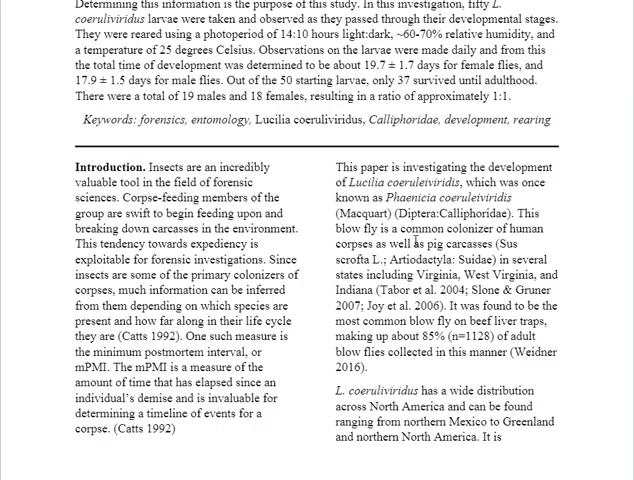 Determining this information is the purpose of this study. In this investigation, fifty L.
coeruliviridus larvae were taken and observed as they passed through their developmental stages.
They were reared using a photoperiod of 14:10 hours light:dark, ~60-70% relative humidity, and
a temperature of 25 degrees Celsius. Observations on the larvae were made daily and from this
the total time of development was determined to be about 19.7 ± 1.7 days for female flies, and
17.9 ± 1.5 days for male flies. Out of the 50 starting larvae, only 37 survived until adulthood.
There were a total of 19 males and 18 females, resulting in a ratio of approximately 1:1.
Keywords: forensics, entomology, Lucilia coeruliviridus, Calliphoridae, development, rearing
Introduction. Insects are an incredibly
valuable tool in the field of forensic
sciences. Corpse-feeding members of the
group are swift to begin feeding upon and
breaking down carcasses in the environment.
This tendency towards expediency is
exploitable for forensic investigations. Since
insects are some of the primary colonizers of
corpses, much information can be inferred
from them depending on which species are
present and how far along in their life cycle
they are (Catts 1992). One such measure is
the minimum postmortem interval, or
mPMI. The mPMI is a measure of the
amount of time that has elapsed since an
individual's demise and is invaluable for
determining a timeline of events for a
corpse. (Catts 1992)
This paper is investigating the development
of Lucilia coeruleiviridis, which was once
known as Phaenicia coeruleiviridis
(Macquart) (Diptera:Calliphoridae). This
blow fly is a common colonizer of human
corpses as well as pig carcasses (Sus
scrofta L.; Artiodactyla: Suidae) in several
states including Virginia, West Virginia, and
Indiana (Tabor et al. 2004; Slone & Gruner
2007; Joy et al. 2006). It was found to be the
most common blow fly on beef liver traps,
making up about 85% (n=1128) of adult
blow flies collected in this manner (Weidner
2016).
L. coeruliviridus has a wide distribution
across North America and can be found
ranging from northern Mexico to Greenland
and northern North America. It is